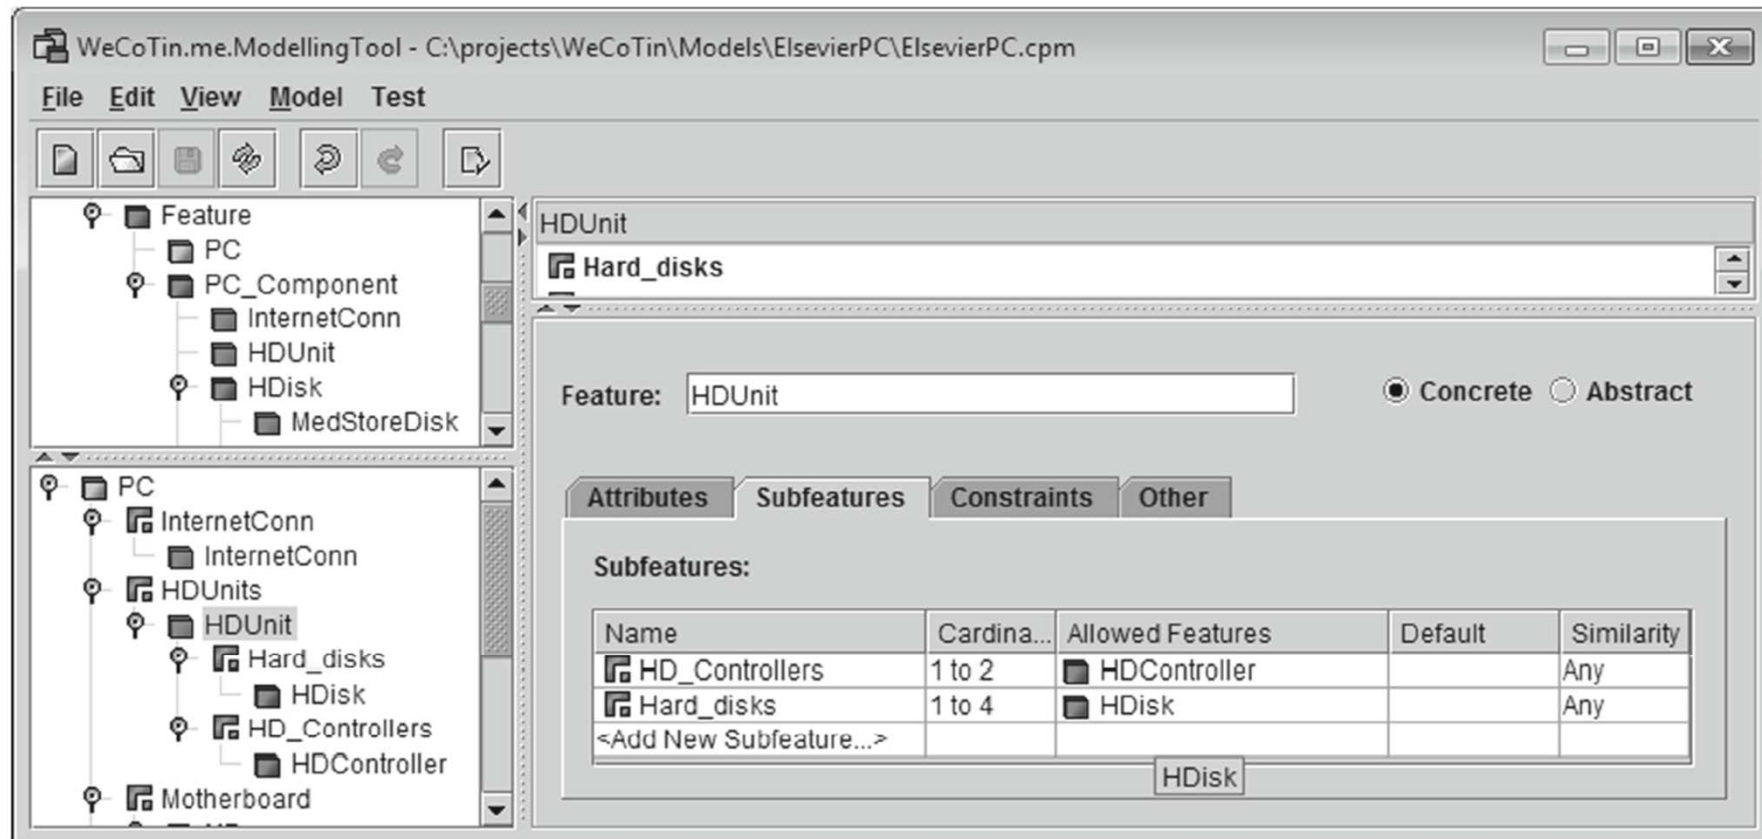 WeCoTin.me.ModellingTool - C:\projects\WeCoTin\Models\ElsevierPC\ElsevierPC.cpm
File Edit View Model Test
Feature
PC
PC_Component
InternetConn
HDUnit
HDisk
MedStoreDisk
PC
InternetConn
InternetConn
HDUnits
HDUnit
Hard_disks
HDisk
HD_Controllers
HDController
Motherboard
HDUnit
Hard_disks
Feature: HDUnit Concrete Abstract
Attributes Subfeatures Constraints Other
Subfeatures:
Name Cardina... Allowed Features Default Similarity
HD_Controllers 1 to 2 HDController Any
Hard_disks 1 to 4 HDisk Any
<Add New Subfeature...>
HDisk